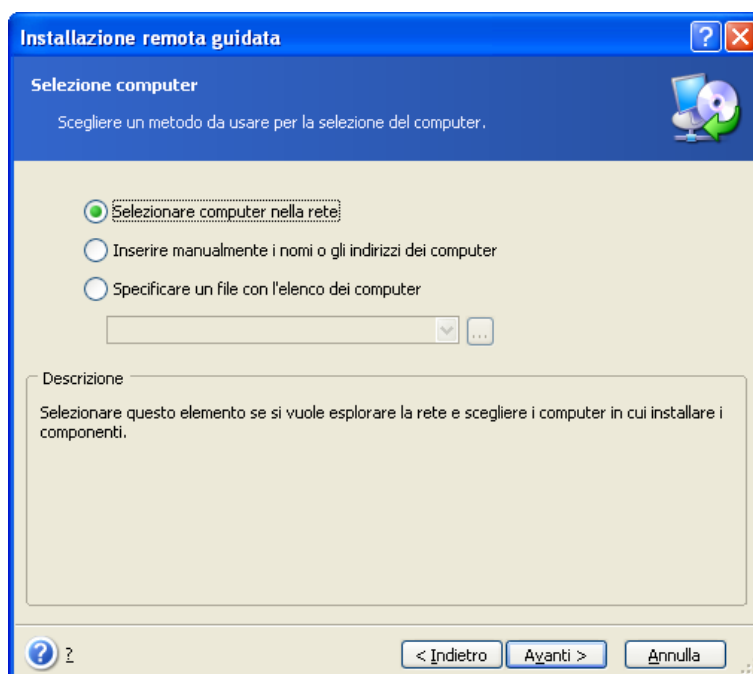 Installazione remota guidata
Selezione computer
Scegliere un metodo da usare per la selezione del computer.
Selezionare computer nella rete
Inserire manualmente i nomi o gli indirizzi dei computer
Specificare un file con l'elenco dei computer
...
Descrizione
Selezionare questo elemento se si vuole esplorare la rete e scegliere i computer in cui installare i
componenti.
? < Indietro Avanti > Annulla